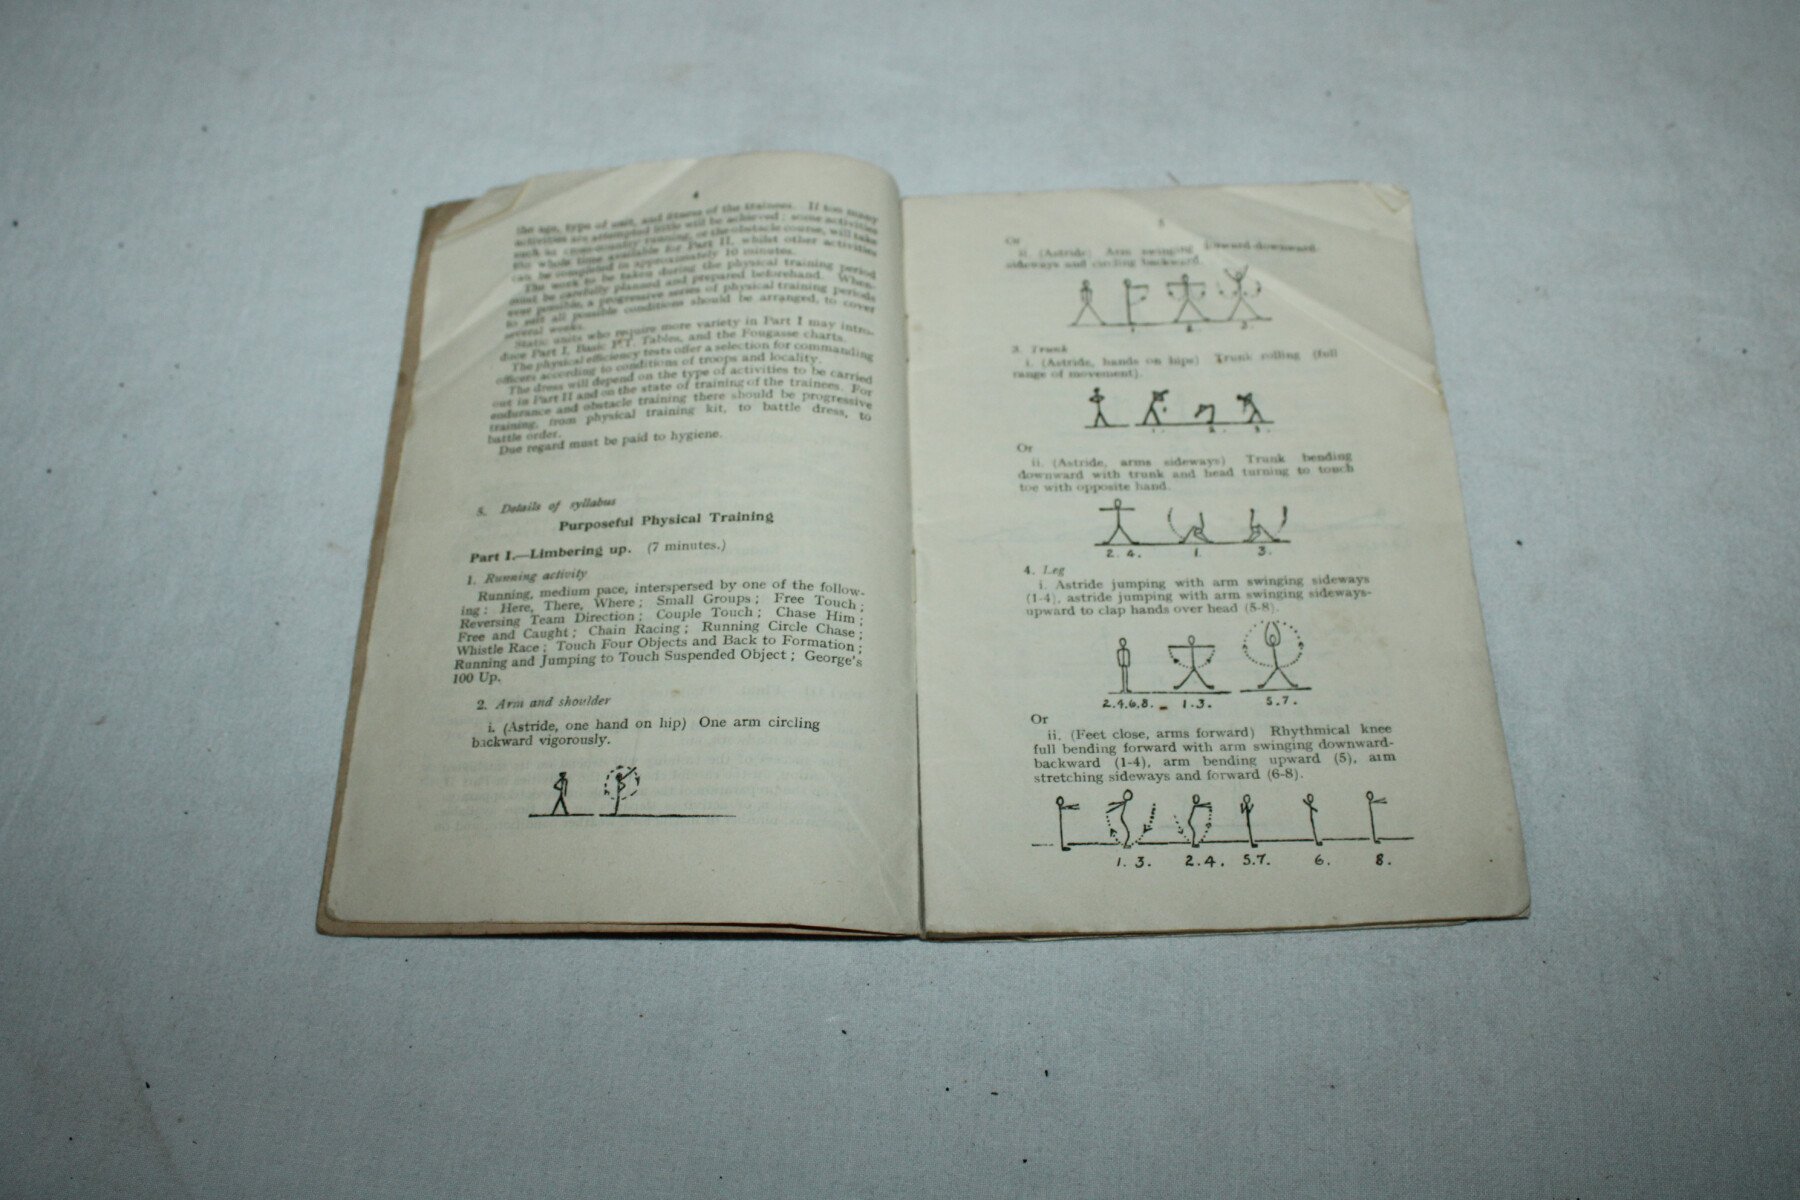 4
the age, type of unit, and fitness of the trainees. If too many
activities are attempted little will be achieved; some activities
such as cross-country running, or the obstacle course, will take
the whole time available for Part II, whilst other activities
can be completed in approximately 10 minutes.
The work to be taken during the physical training period
must be carefully planned and prepared beforehand. When-
ever possible, a progressive series of physical training periods
to suit all possible conditions should be arranged, to cover
several weeks.
Static units who require more variety in Part I may intro-
duce Part I, Basic P.T. Tables, and the Fougasse charts.
The physical efficiency tests offer a selection for commanding
officers according to conditions of troops and locality.
The dress will depend on the type of activities to be carried
out in Part II and on the state of training of the trainees. For
endurance and obstacle training there should be progressive
training, from physical training kit, to battle dress, to
battle order.
Due regard must be paid to hygiene.
5. Details of syllabus
Purposeful Physical Training
Part I.—Limbering up. (7 minutes.)
1. Running activity
Running, medium pace, interspersed by one of the follow-
ing: Here, There, Where; Small Groups; Free Touch;
Reversing Team Direction; Couple Touch; Chase Him;
Free and Caught; Chain Racing; Running Circle Chase;
Whistle Race; Touch Four Objects and Back to Formation;
Running and Jumping to Touch Suspended Object; George's
100 Up.
2. Arm and shoulder
i. (Astride, one hand on hip) One arm circling
backward vigorously.
5
Or
ii. (Astride) Arm swinging upward-downward-
sideways and circling backward.
1. 2. 3.
3. Trunk
i. (Astride, hands on hips) Trunk rolling (full
range of movement).
1. 2. 3.
Or
ii. (Astride, arms sideways) Trunk bending
downward with trunk and head turning to touch
toe with opposite hand.
2. 4. 1. 3.
4. Leg
i. Astride jumping with arm swinging sideways
(1-4), astride jumping with arm swinging sideways-
upward to clap hands over head (5-8).
2.4.6.8. 1.3. 5.7.
Or
ii. (Feet close, arms forward) Rhythmical knee
full bending forward with arm swinging downward-
backward (1-4), arm bending upward (5), arm
stretching sideways and forward (6-8).
1. 3. 2.4. 5.7. 6. 8.